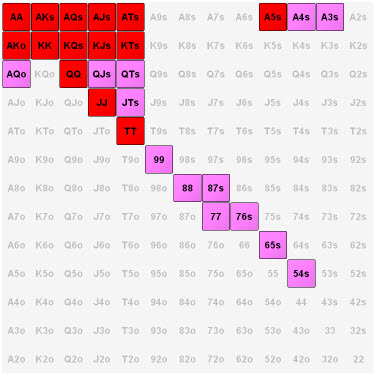 AA AKs AQs AJs ATs A9s A8s A7s A6s A5s A4s A3s A2s
AKo KK KQs KJs KTs K9s K8s K7s K6s K5s K4s K3s K2s
AQo KQo QQ QJs QTs Q9s Q8s Q7s Q6s Q5s Q4s Q3s Q2s
AJo KJo QJo JJ JTs J9s J8s J7s J6s J5s J4s J3s J2s
ATo KTo QTo JTo TT T9s T8s T7s T6s T5s T4s T3s T2s
A9o K9o Q9o J9o T9o 99 98s 97s 96s 95s 94s 93s 92s
A8o K8o Q8o J8o T8o 98o 88 87s 86s 85s 84s 83s 82s
A7o K7o Q7o J7o T7o 97o 87o 77 76s 75s 74s 73s 72s
A6o K6o Q6o J6o T6o 96o 86o 76o 66 65s 64s 63s 62s
A5o K5o Q5o J5o T5o 95o 85o 75o 65o 55 54s 53s 52s
A4o K4o Q4o J4o T4o 94o 84o 74o 64o 54o 44 43s 42s
A3o K3o Q3o J3o T3o 93o 83o 73o 63o 53o 43o 33 32s
A2o K2o Q2o J2o T2o 92o 82o 72o 62o 52o 42o 32o 22